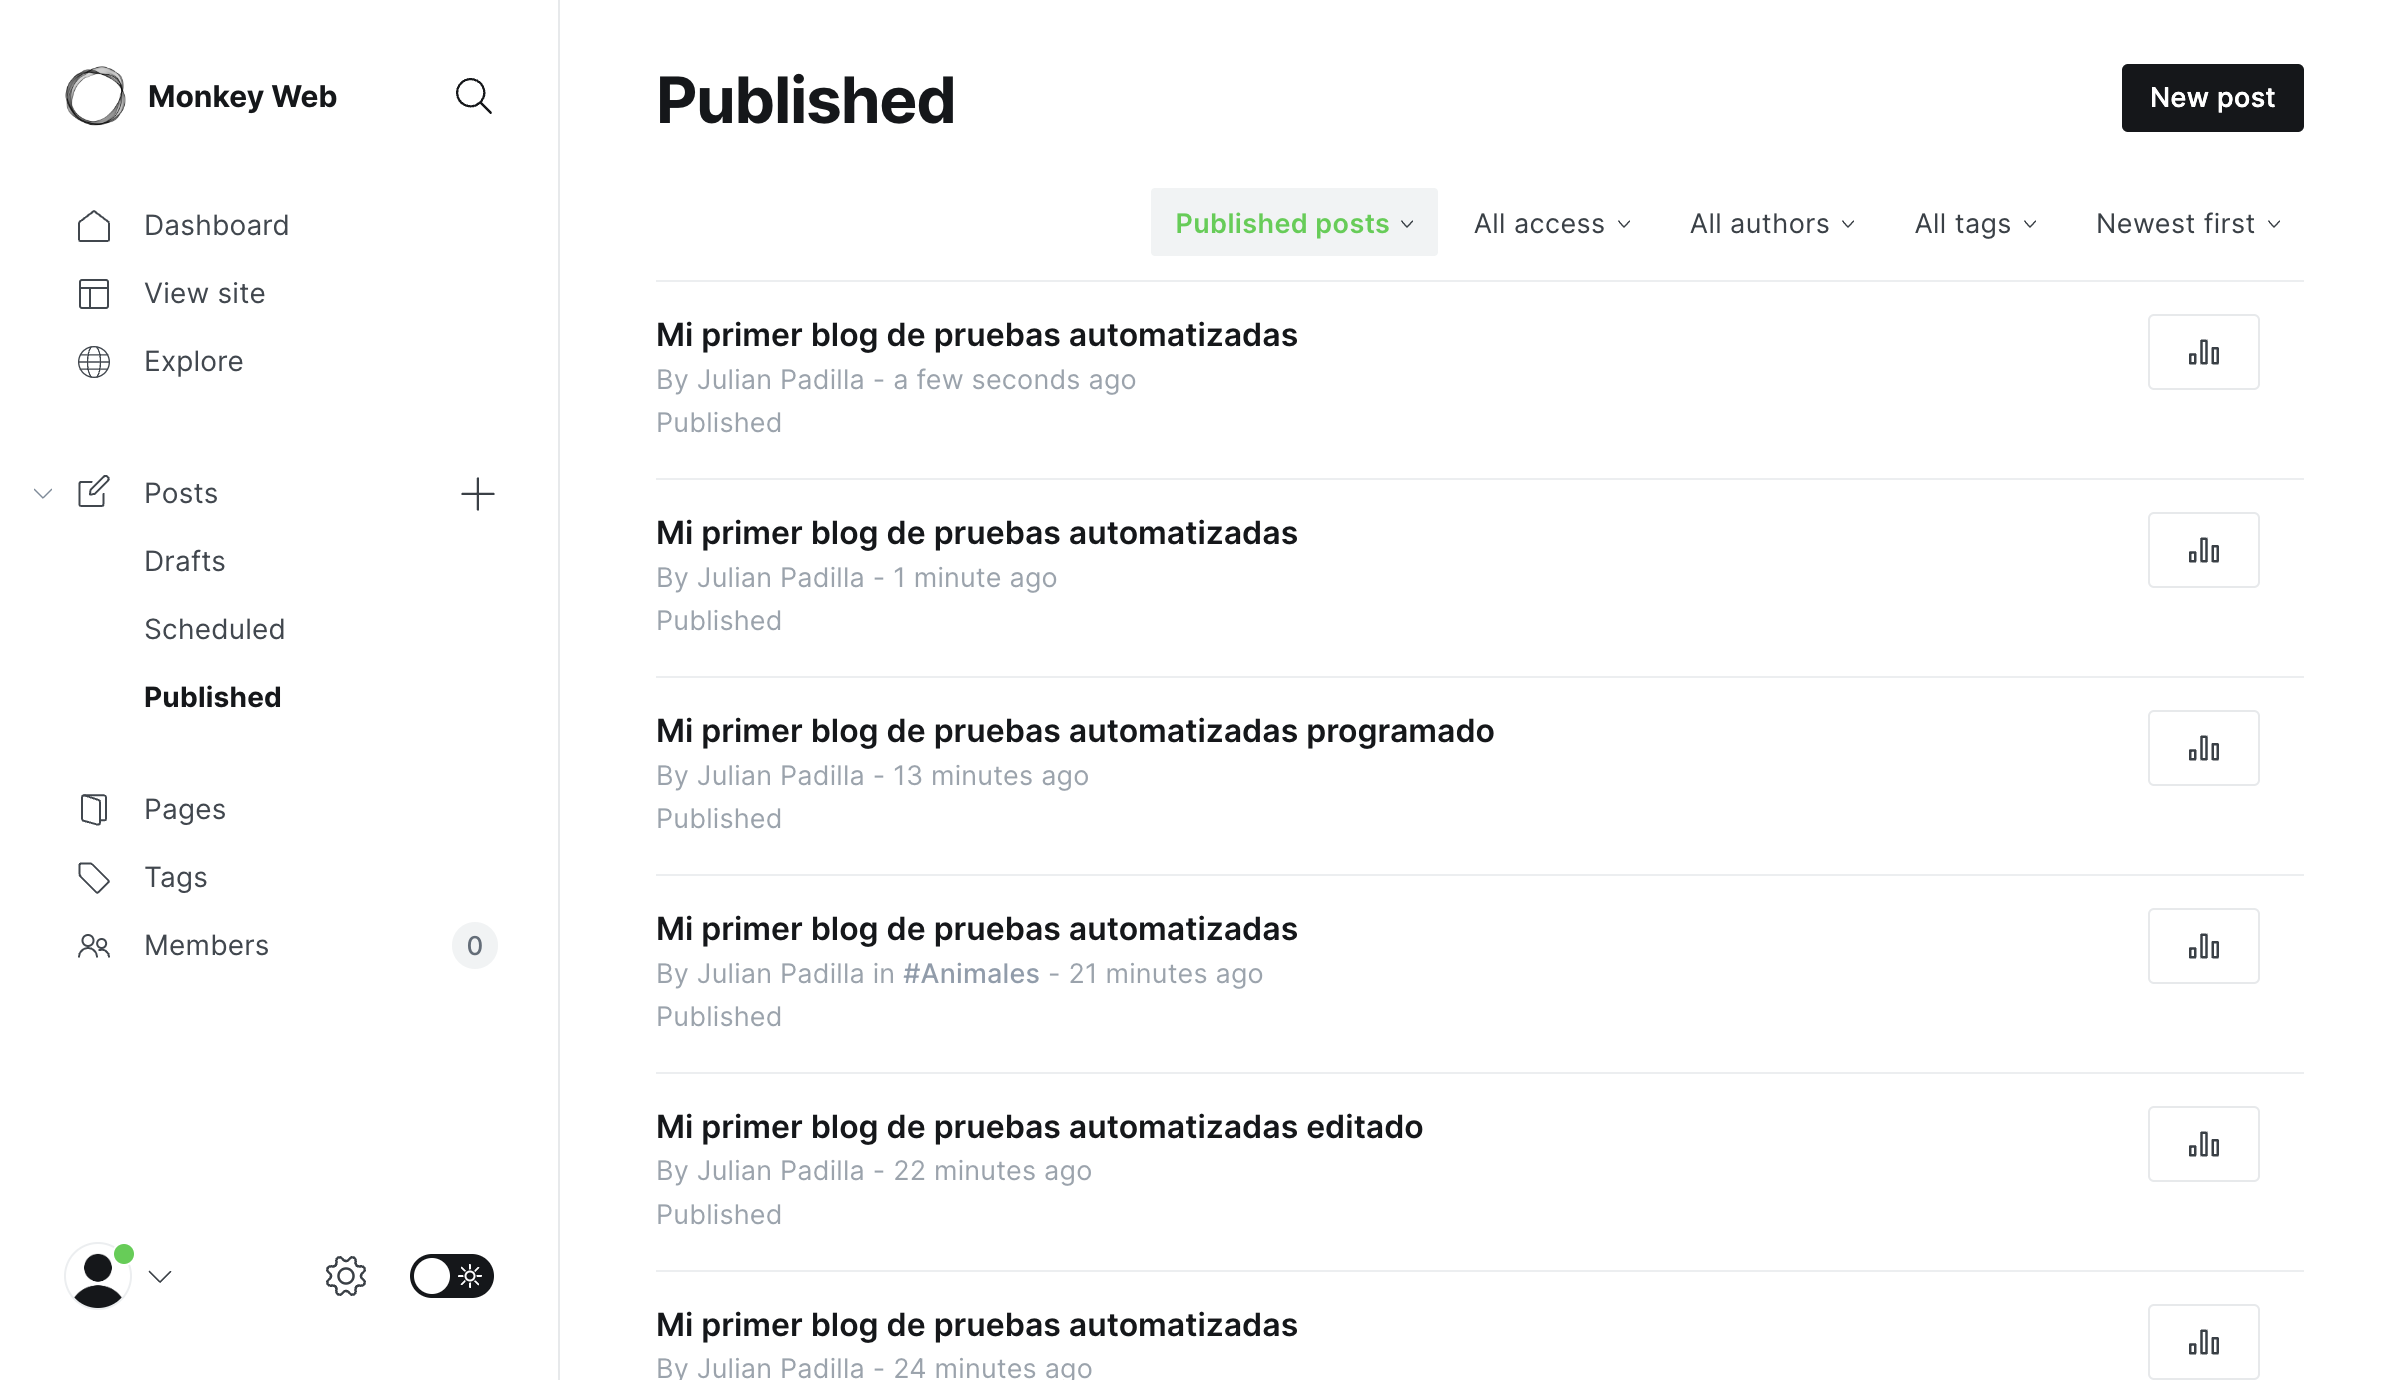 Monkey Web
Dashboard
View site
Explore
Posts
Drafts
Scheduled
Published
Pages
Tags
Members 0
Published
New post
Published posts All access All authors All tags Newest first
Mi primer blog de pruebas automatizadas
By Julian Padilla - a few seconds ago
Published
Mi primer blog de pruebas automatizadas
By Julian Padilla - 1 minute ago
Published
Mi primer blog de pruebas automatizadas programado
By Julian Padilla - 13 minutes ago
Published
Mi primer blog de pruebas automatizadas
By Julian Padilla in #Animales - 21 minutes ago
Published
Mi primer blog de pruebas automatizadas editado
By Julian Padilla - 22 minutes ago
Published
Mi primer blog de pruebas automatizadas
By Julian Padilla - 24 minutes ago